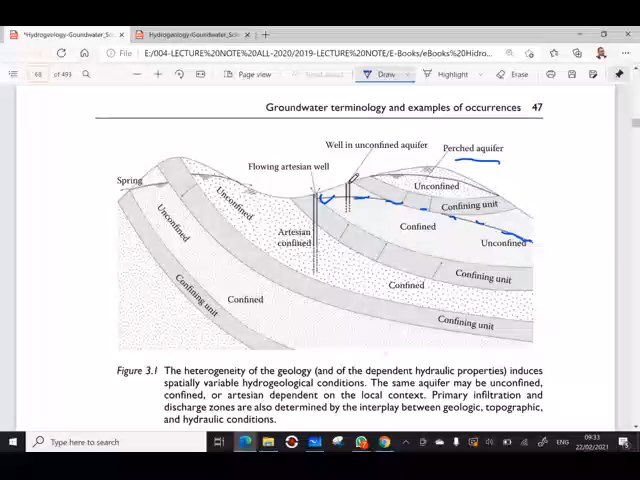 *Hydrogeology-Groundwater_Scie
Hydrogeology-Groundwater_Scie
File
E:/004-LECTURE%20NOTE%20ALL-2020/2019-LECTURE%20NOTE/E-Books/eBooks%20Hidro
68 of 493
Page view
Read aloud
Draw
Highlight
Erase
Groundwater terminology and examples of occurrences 47
Well in unconfined aquifer
Perched aquifer
Flowing artesian well
Spring
Unconfined
Unconfined
Confining unit
Unconfined
Artesian
confined
Confined
Unconfined
Confining unit
Confined
Confining unit
Confined
Confining unit
Figure 3.1 The heterogeneity of the geology (and of the dependent hydraulic properties) induces
spatially variable hydrogeological conditions. The same aquifer may be unconfined,
confined, or artesian dependent on the local context. Primary infiltration and
discharge zones are also determined by the interplay between geologic, topographic,
and hydraulic conditions.
Type here to search
ENG
09:33
22/02/2021